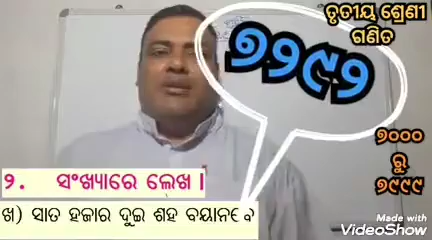 ତୃତୀୟ ଶ୍ରେଣୀ
ଗଣିତ
୭୨୯୨
୭୦୦୦
ରୁ
୭୯୯୯
୨. ସଂଖ୍ୟାରେ ଲେଖ।
ଖ) ସାତ ହଜାର ଦୁଇ ଶହ ବୟାନବେ
Made with
VideoShow